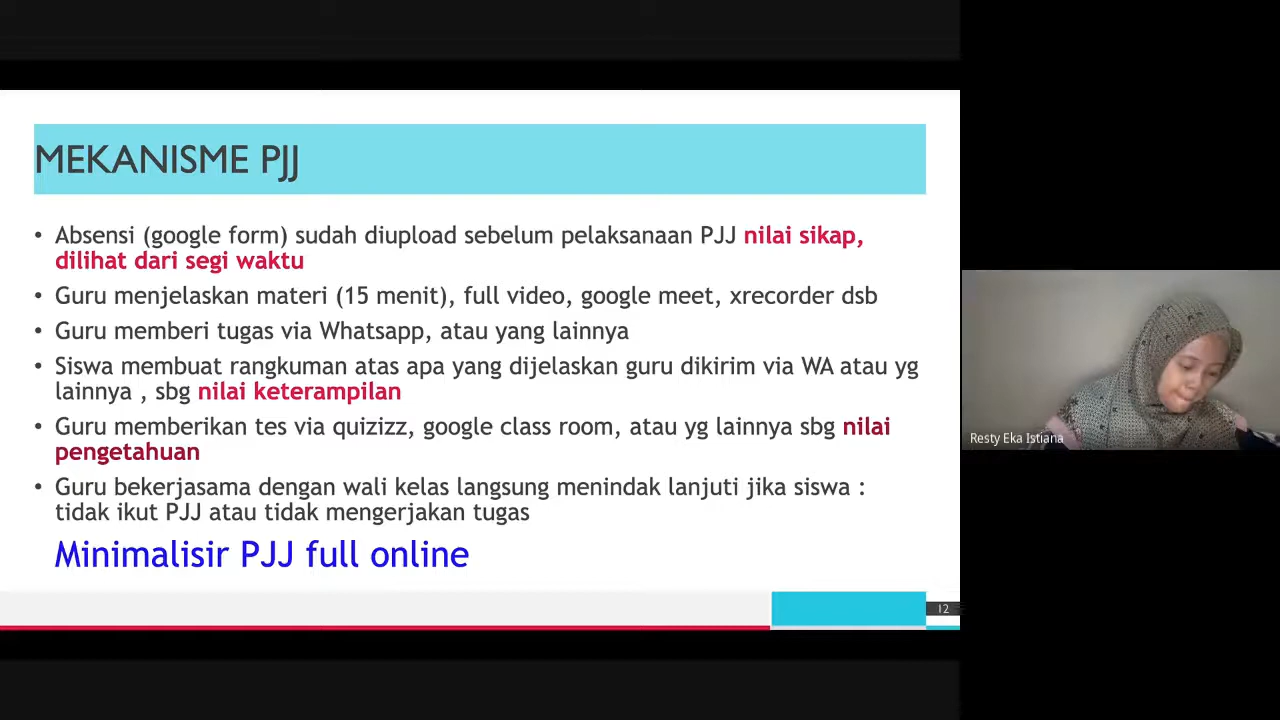 MEKANISME PJJ
• Absensi (google form) sudah diupload sebelum pelaksanaan PJJ nilai sikap,
dilihat dari segi waktu
• Guru menjelaskan materi (15 menit), full video, google meet, xrecorder dsb
• Guru memberi tugas via Whatsapp, atau yang lainnya
• Siswa membuat rangkuman atas apa yang dijelaskan guru dikirim via WA atau yg
lainnya , sbg nilai keterampilan
• Guru memberikan tes via quizizz, google class room, atau yg lainnya sbg nilai
pengetahuan
• Guru bekerjasama dengan wali kelas langsung menindak lanjuti jika siswa :
tidak ikut PJJ atau tidak mengerjakan tugas
Minimalisir PJJ full online
12
Resty Eka Istiana